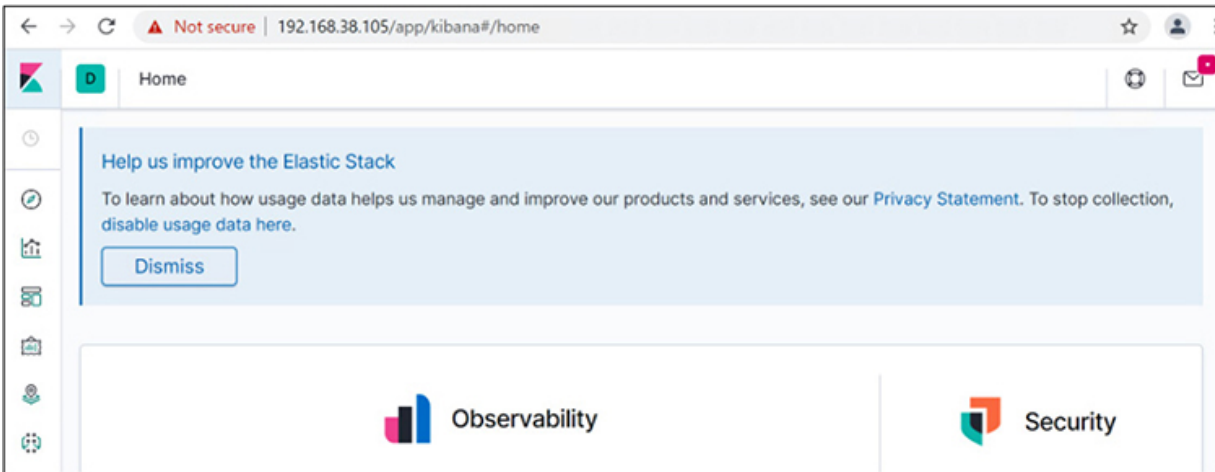 Not secure | 192.168.38.105/app/kibana#/home
D Home
Help us improve the Elastic Stack
To learn about how usage data helps us manage and improve our products and services, see our Privacy Statement. To stop collection,
disable usage data here.
Dismiss
Observability Security